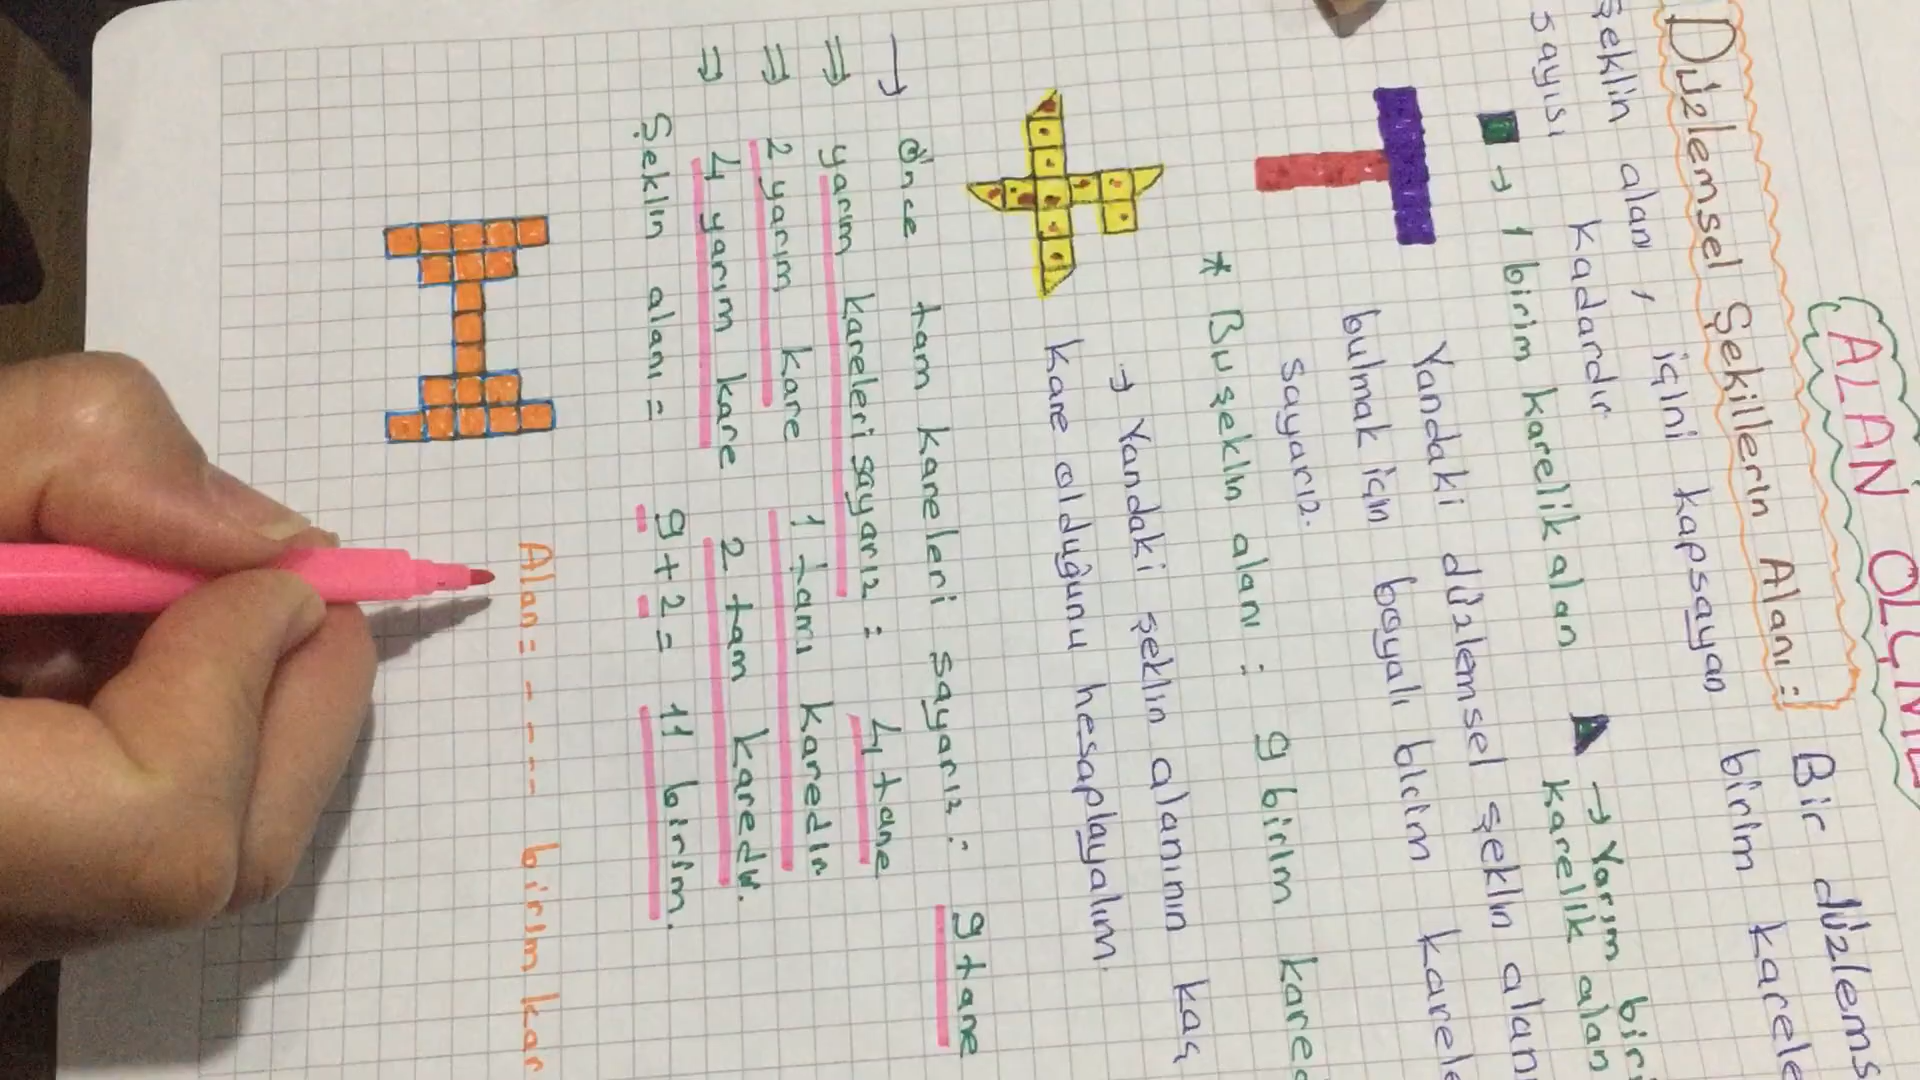 ALAN ÖLÇME
Düzlemsel Şekillerin Alanı : Bir düzlems
şeklin alanı, içini kapsayan birim karele
sayısı kadardır.
→ 1 birim karelik alan → Yarım bir
karelik alan
Yandaki düzlemsel şeklin alanı
bulmak için boyalı birim karele
sayarız.
* Bu şeklin alanı : 9 birim kared
→ Yandaki şeklin alanının kaç
kare olduğunu hesaplayalım.
→ Önce tam kareleri sayarız : 9 tane
⇒ yarım kareleri sayarız : 4 tane
⇒ 2 yarım kare 1 tam karedir
⇒ 4 yarım kare 2 tam karedir.
Şeklin alanı = 9 + 2 = 11 birim.
Alan = - - - - - birim kar